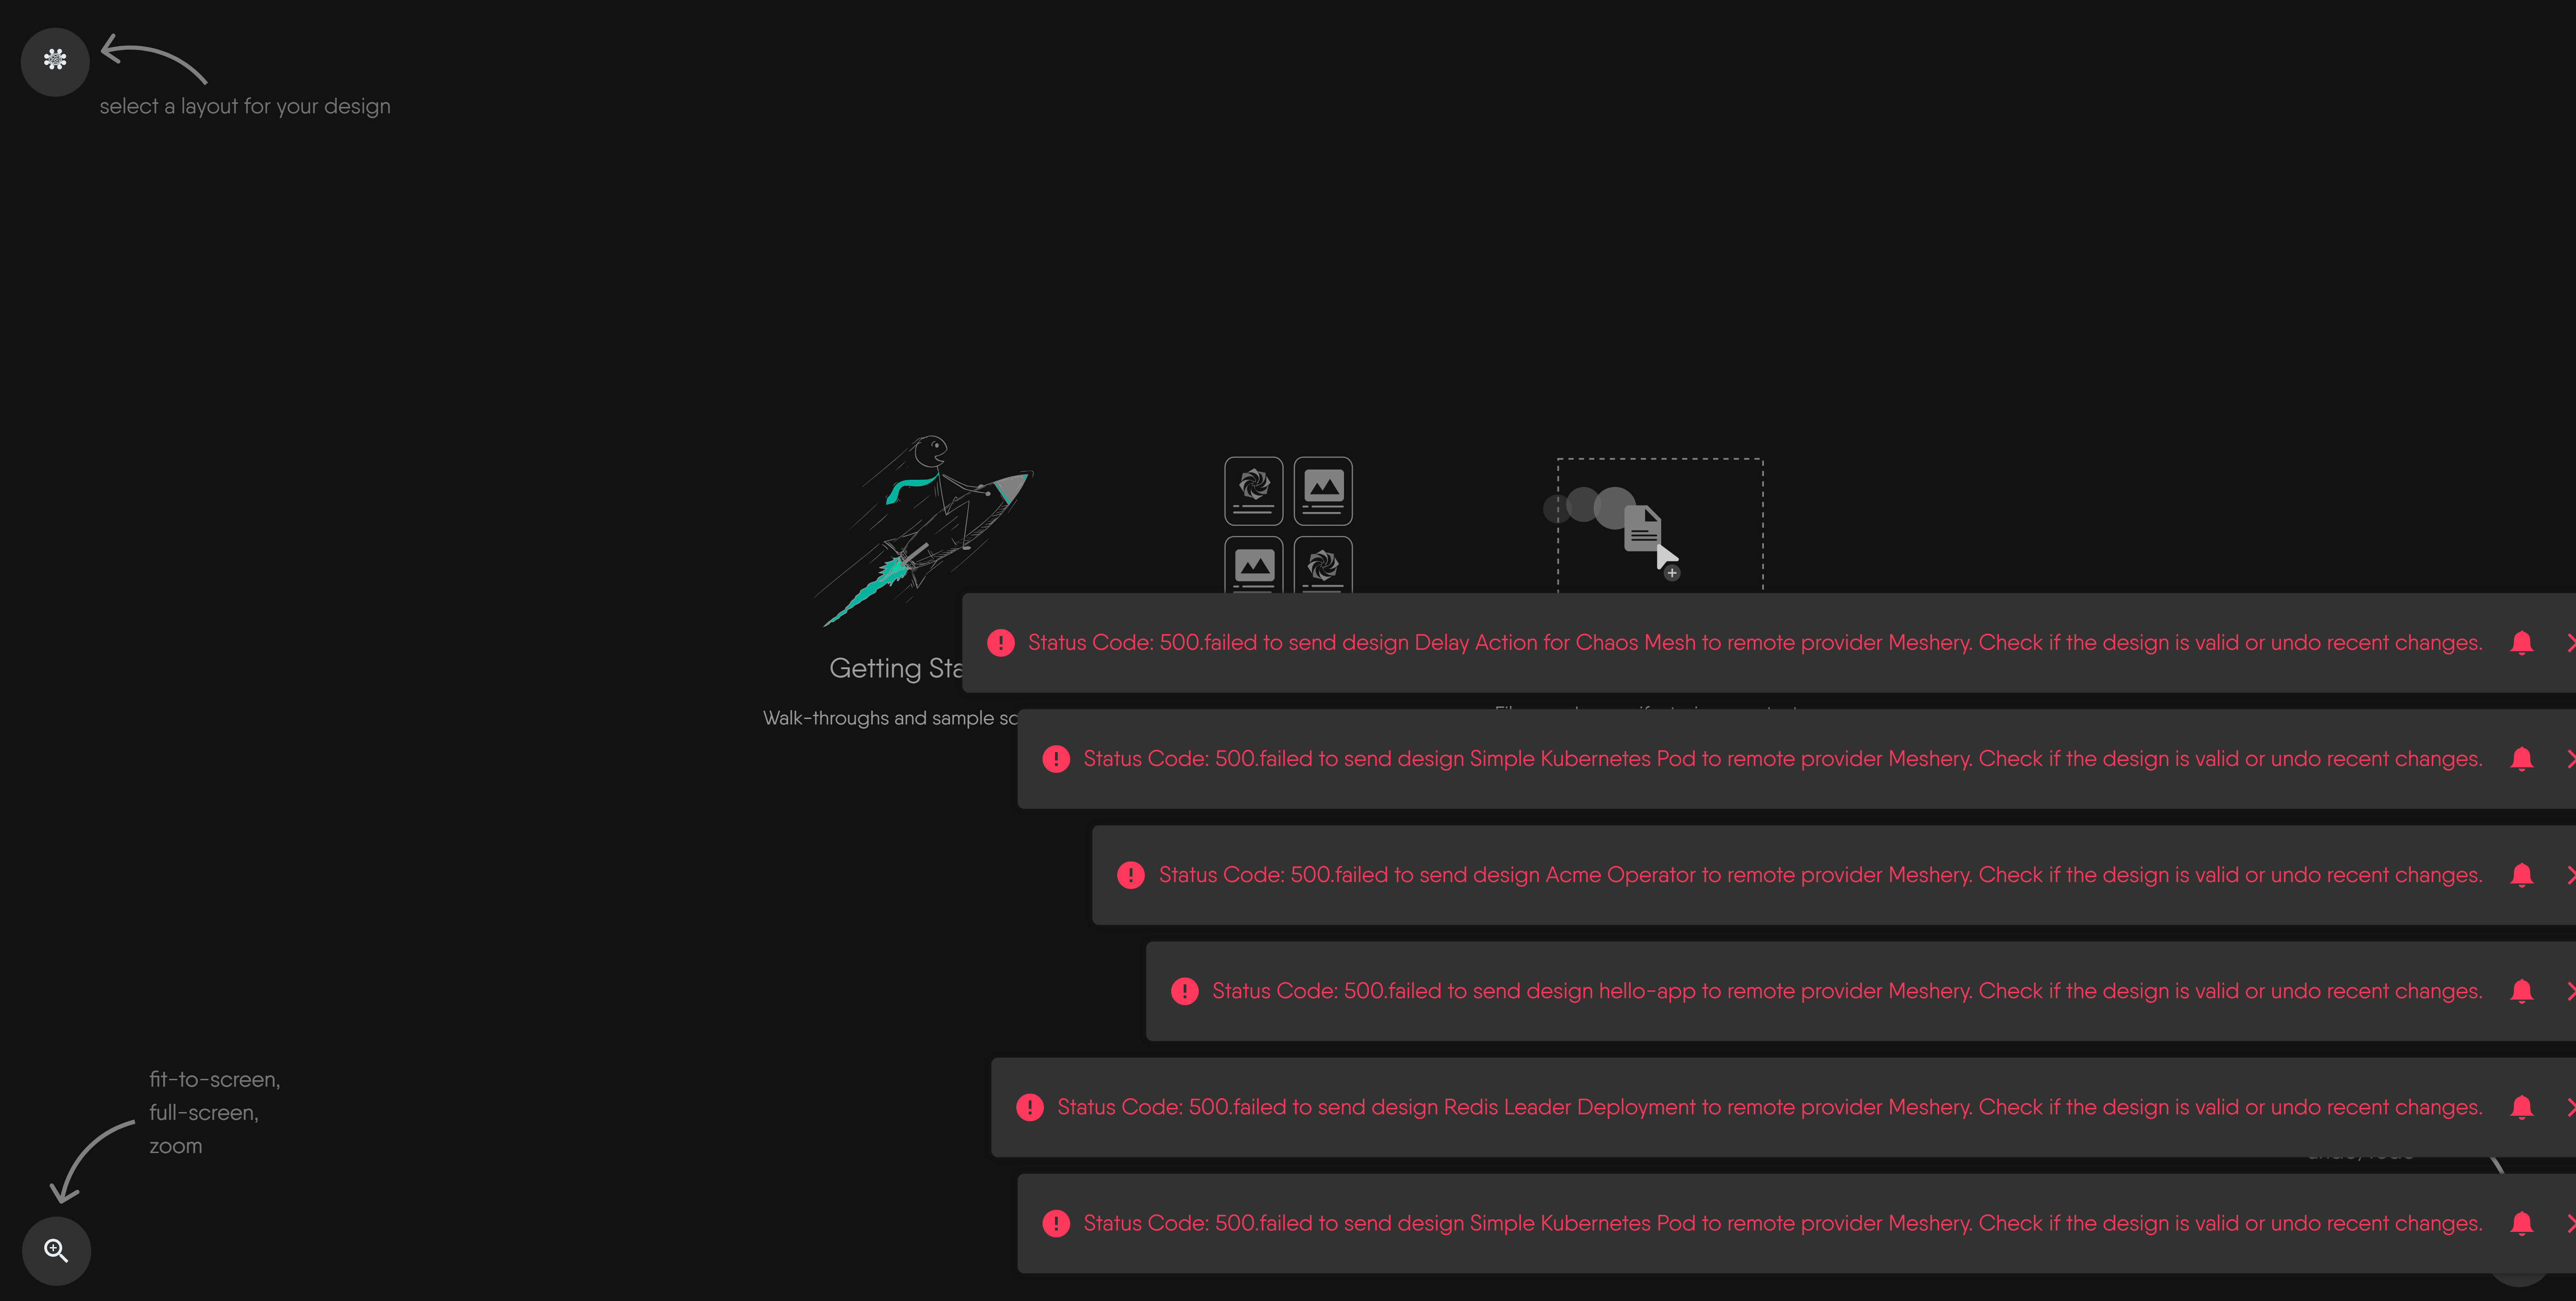 select a layout for your design
Getting Sta
Walk-throughs and sample sc
Status Code: 500.failed to send design Delay Action for Chaos Mesh to remote provider Meshery. Check if the design is valid or undo recent changes.
Status Code: 500.failed to send design Simple Kubernetes Pod to remote provider Meshery. Check if the design is valid or undo recent changes.
Status Code: 500.failed to send design Acme Operator to remote provider Meshery. Check if the design is valid or undo recent changes.
Status Code: 500.failed to send design hello-app to remote provider Meshery. Check if the design is valid or undo recent changes.
Status Code: 500.failed to send design Redis Leader Deployment to remote provider Meshery. Check if the design is valid or undo recent changes.
Status Code: 500.failed to send design Simple Kubernetes Pod to remote provider Meshery. Check if the design is valid or undo recent changes.
fit-to-screen,
full-screen,
zoom